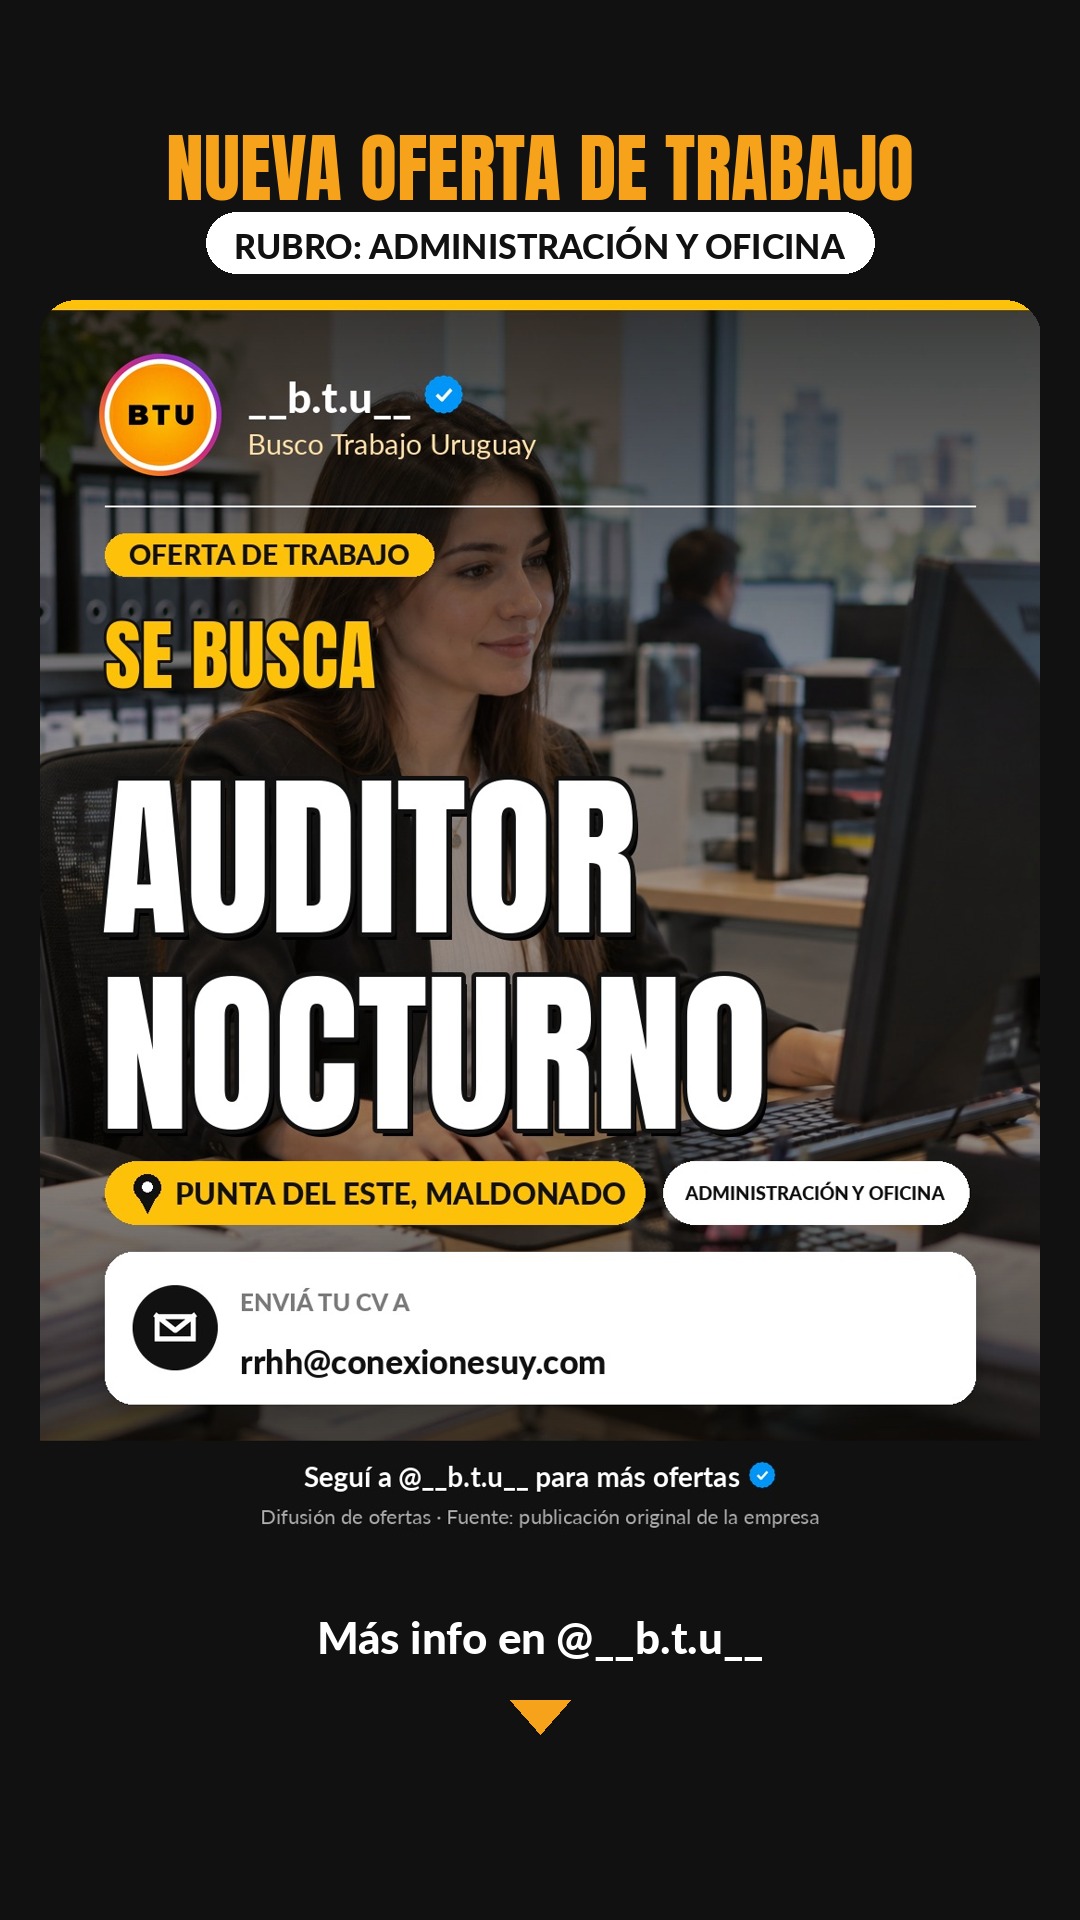 NUEVA OFERTA DE TRABAJO
RUBRO: ADMINISTRACIÓN Y OFICINA
BTU
__b.t.u__
Busco Trabajo Uruguay
OFERTA DE TRABAJO
SE BUSCA
AUDITOR
NOCTURNO
PUNTA DEL ESTE, MALDONADO
ADMINISTRACIÓN Y OFICINA
ENVIÁ TU CV A
rrhh@conexionesuy.com
Seguí a @__b.t.u__ para más ofertas
Difusión de ofertas · Fuente: publicación original de la empresa
Más info en @__b.t.u__